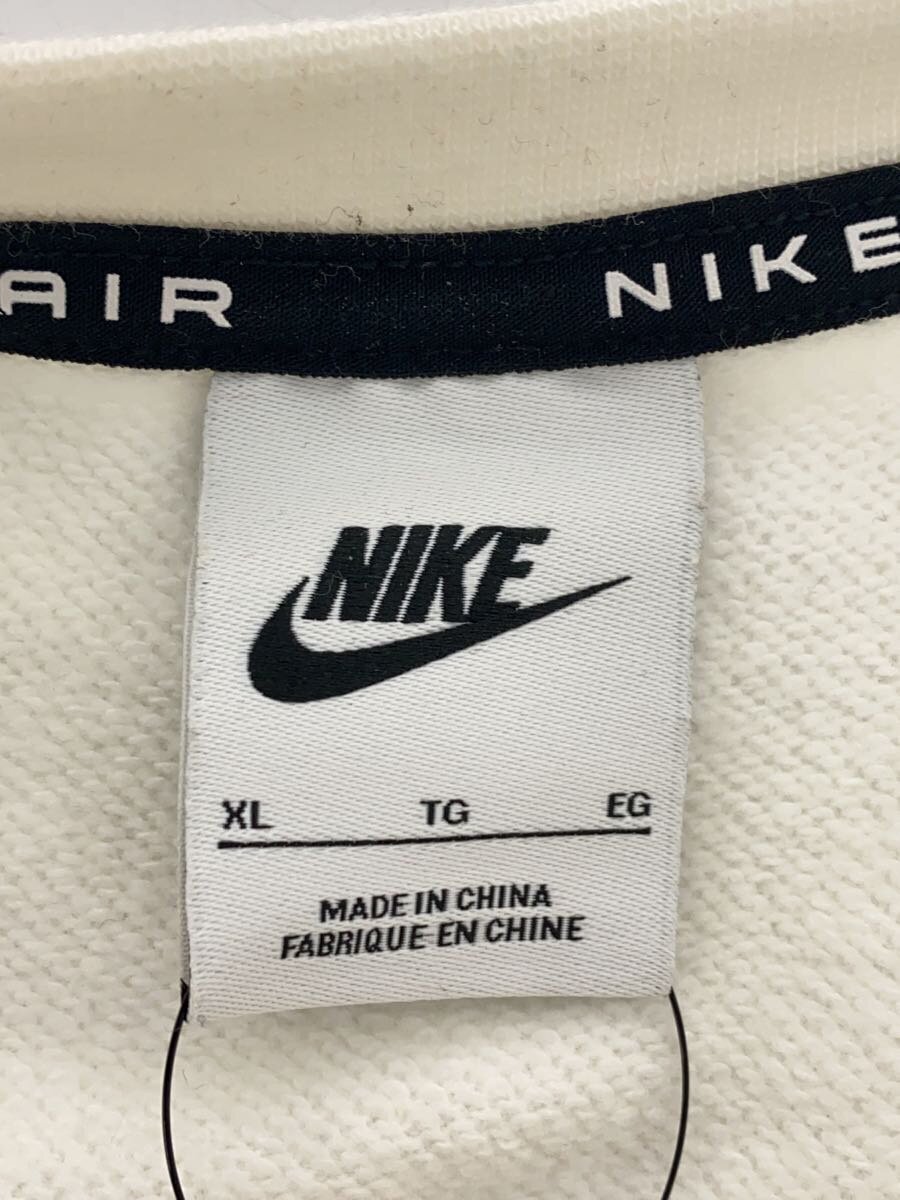 AIR NIKE
NIKE
XL TG EG
MADE IN CHINA
FABRIQUE EN CHINE